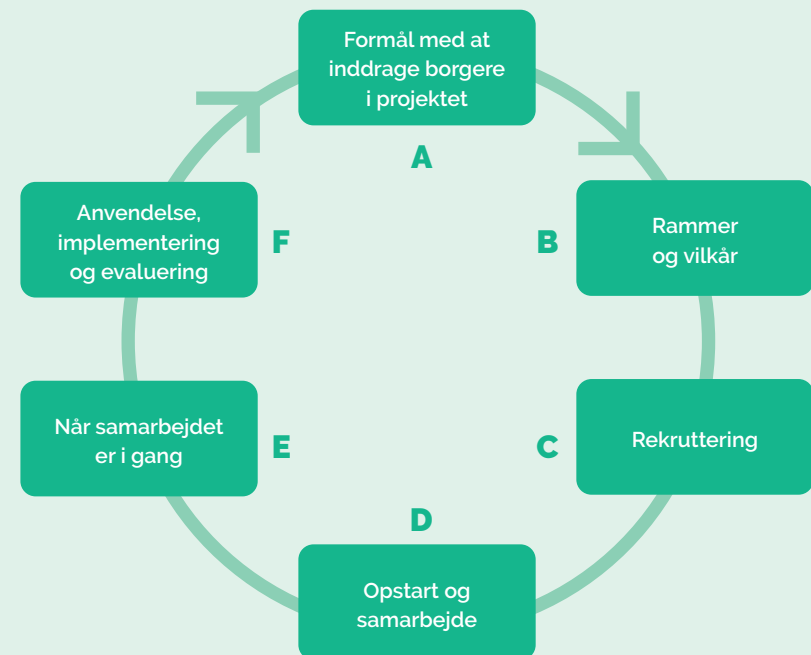 Formål med at
inddrage borgere
i projektet
A
Rammer
og vilkår
B
Rekruttering
C
Opstart og
samarbejde
D
Når samarbejdet
er i gang
E
Anvendelse,
implementering
og evaluering
F